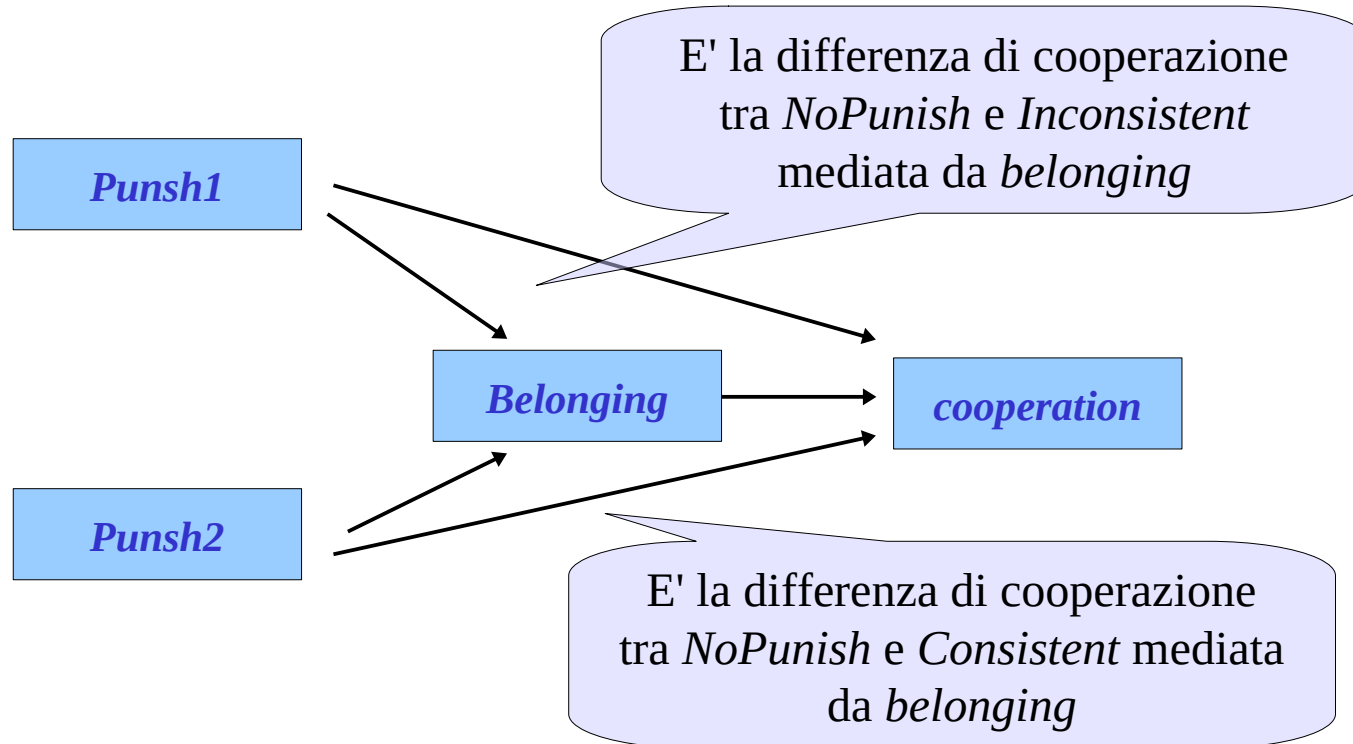 E' la differenza di cooperazione
tra NoPunish e Inconsistent
mediata da belonging
Punsh1
Belonging
cooperation
Punsh2
E' la differenza di cooperazione
tra NoPunish e Consistent mediata
da belonging